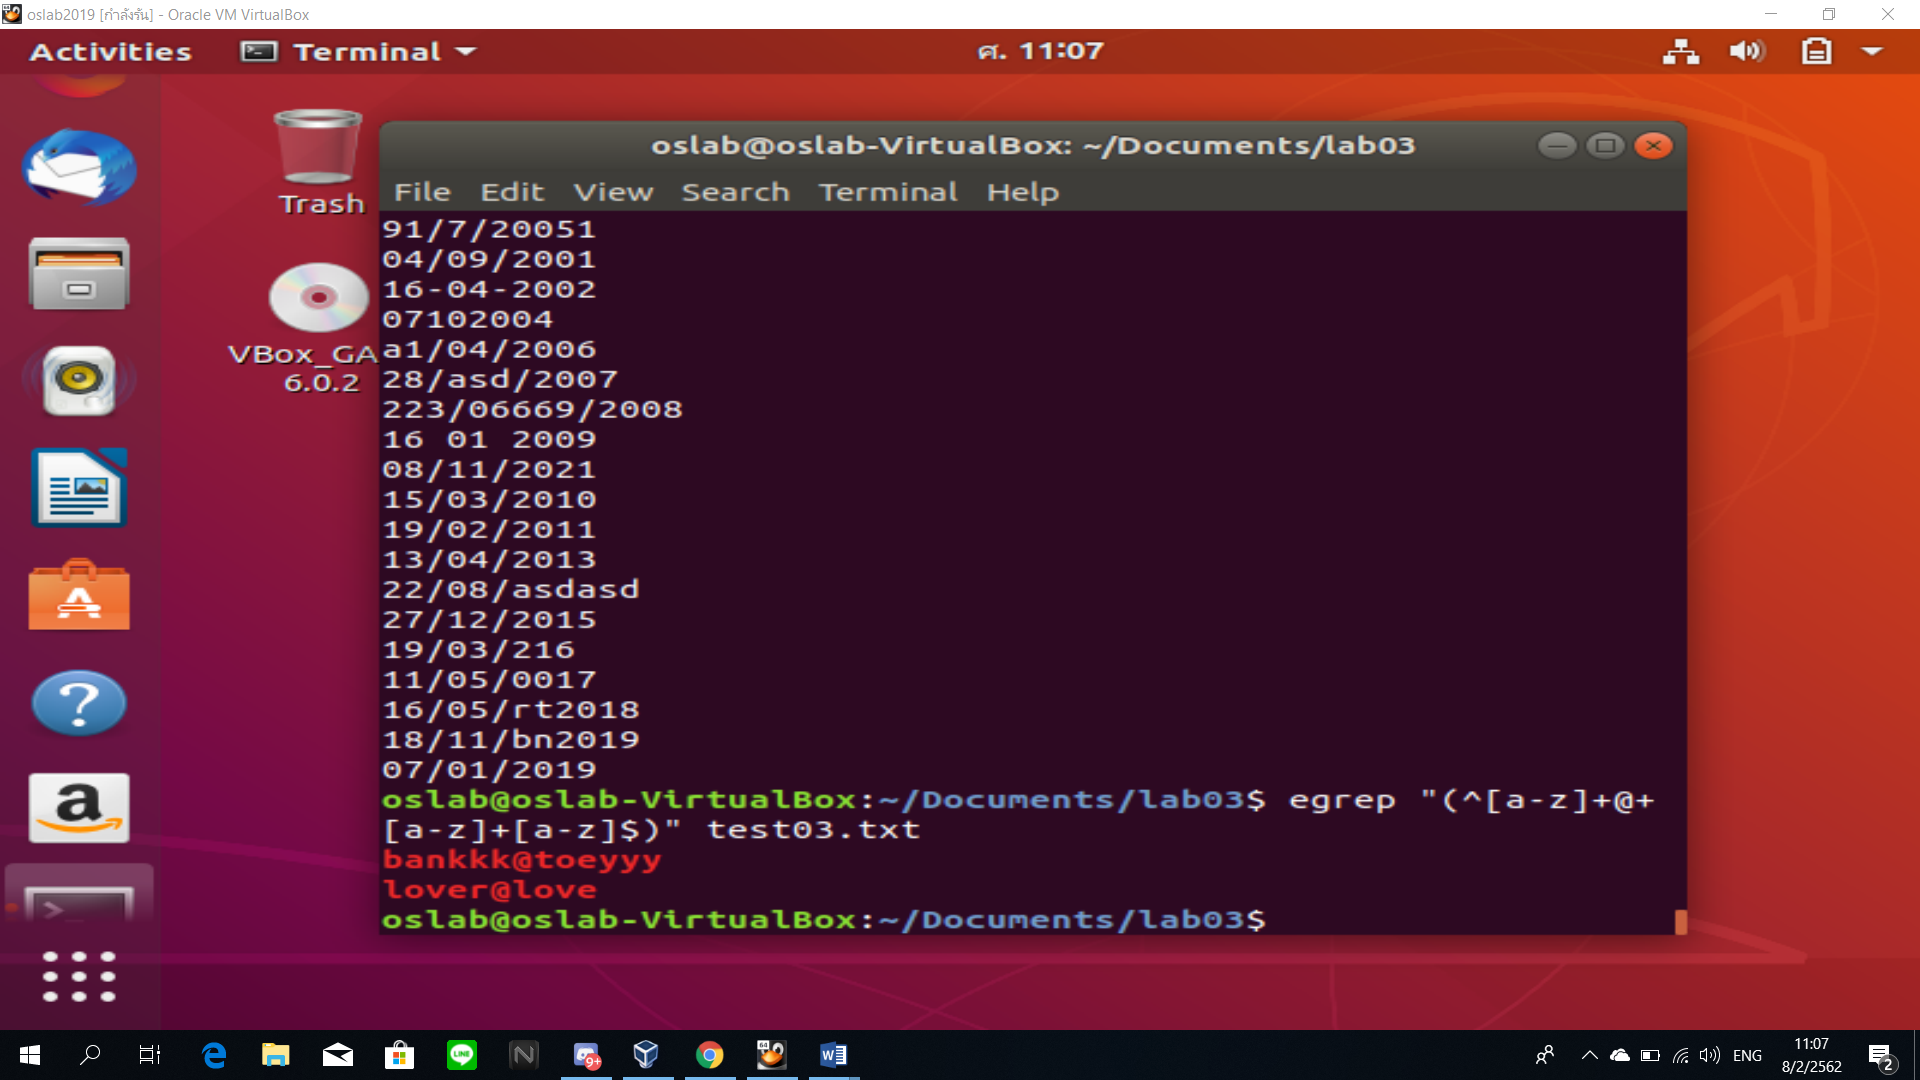 oslab2019 [กำลังรัน] - Oracle VM VirtualBox
Activities
Terminal
ศ. 11:07
Trash
VBox_GA
6.0.2
oslab@oslab-VirtualBox: ~/Documents/lab03
File Edit View Search Terminal Help
91/7/20051
04/09/2001
16-04-2002
07102004
a1/04/2006
28/asd/2007
223/06669/2008
16 01 2009
08/11/2021
15/03/2010
19/02/2011
13/04/2013
22/08/asdasd
27/12/2015
19/03/216
11/05/0017
16/05/rt2018
18/11/bn2019
07/01/2019
oslab@oslab-VirtualBox:~/Documents/lab03$ egrep "(^[a-z]+@+
[a-z]+[a-z]$)" test03.txt
bankkk@toeyyy
lover@love
oslab@oslab-VirtualBox:~/Documents/lab03$
LINE
N
9+
64
ENG
11:07
8/2/2562
2